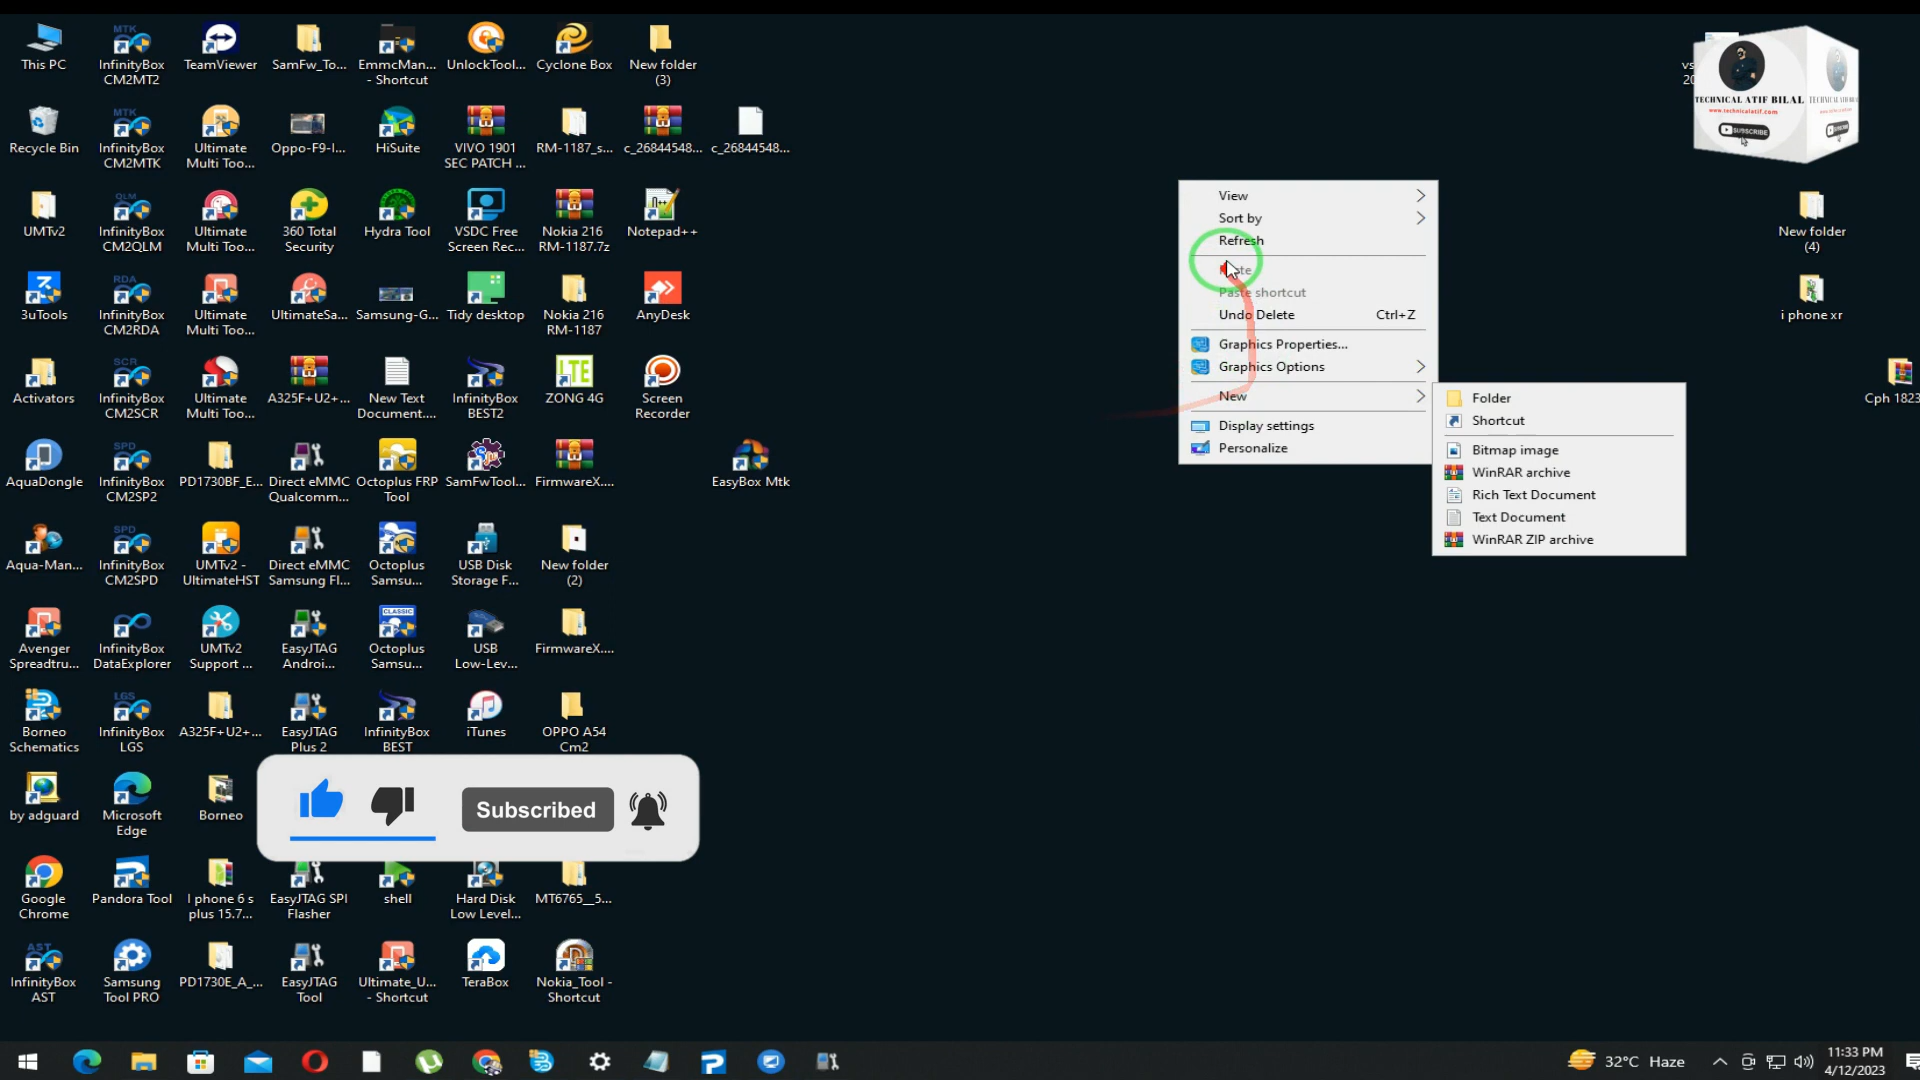 This PC
InfinityBox
CM2MT2
TeamViewer
SamFw_To...
EmmcMan...
- Shortcut
UnlockTool...
Cyclone Box
New folder
(3)
Recycle Bin
InfinityBox
CM2MTK
Ultimate
Multi Too...
Oppo-F9-I...
HiSuite
VIVO 1901
SEC PATCH ...
RM-1187_s...
c_26844548...
c_26844548...
UMTv2
InfinityBox
CM2QLM
Ultimate
Multi Too...
360 Total
Security
Hydra Tool
VSDC Free
Screen Rec...
Nokia 216
RM-1187.7z
Notepad++
3uTools
InfinityBox
CM2RDA
Ultimate
Multi Too...
UltimateSa...
Samsung-G...
Tidy desktop
Nokia 216
RM-1187
AnyDesk
Activators
InfinityBox
CM2SCR
Ultimate
Multi Too...
A325F+U2+...
New Text
Document....
InfinityBox
BEST2
LTE
ZONG 4G
Screen
Recorder
AquaDongle
InfinityBox
CM2SP2
PD1730BF_E...
Direct eMMC
Qualcomm...
Octoplus FRP
Tool
SamFwTool...
FirmwareX....
EasyBox Mtk
Aqua-Man...
InfinityBox
CM2SPD
UMTv2 -
UltimateHST
Direct eMMC
Samsung Fl...
Octoplus
Samsu...
USB Disk
Storage F...
New folder
(2)
Avenger
Spreadtru...
InfinityBox
DataExplorer
UMTv2
Support ...
EasyJTAG
Androi...
CLASSIC
Octoplus
Samsu...
USB
Low-Lev...
FirmwareX....
Borneo
Schematics
InfinityBox
LGS
A325F+U2+...
EasyJTAG
Plus 2
InfinityBox
BEST
iTunes
OPPO A54
Cm2
by adguard
Microsoft
Edge
Borneo
Subscribed
Google
Chrome
Pandora Tool
I phone 6 s
plus 15.7...
EasyJTAG SPI
Flasher
shell
Hard Disk
Low Level...
MT6765__5...
InfinityBox
AST
Samsung
Tool PRO
PD1730E_A_...
EasyJTAG
Tool
Ultimate_U...
- Shortcut
TeraBox
Nokia_Tool -
Shortcut
View
Sort by
Refresh
Paste shortcut
Undo Delete Ctrl+Z
Graphics Properties...
Graphics Options
New
Display settings
Personalize
Folder
Shortcut
Bitmap image
WinRAR archive
Rich Text Document
Text Document
WinRAR ZIP archive
TECHNICAL ATIF BILAL
www.technicalatif.com
SUBSCRIBE
New folder
(4)
i phone xr
Cph 1823
32°C Haze
11:33 PM
4/12/2023